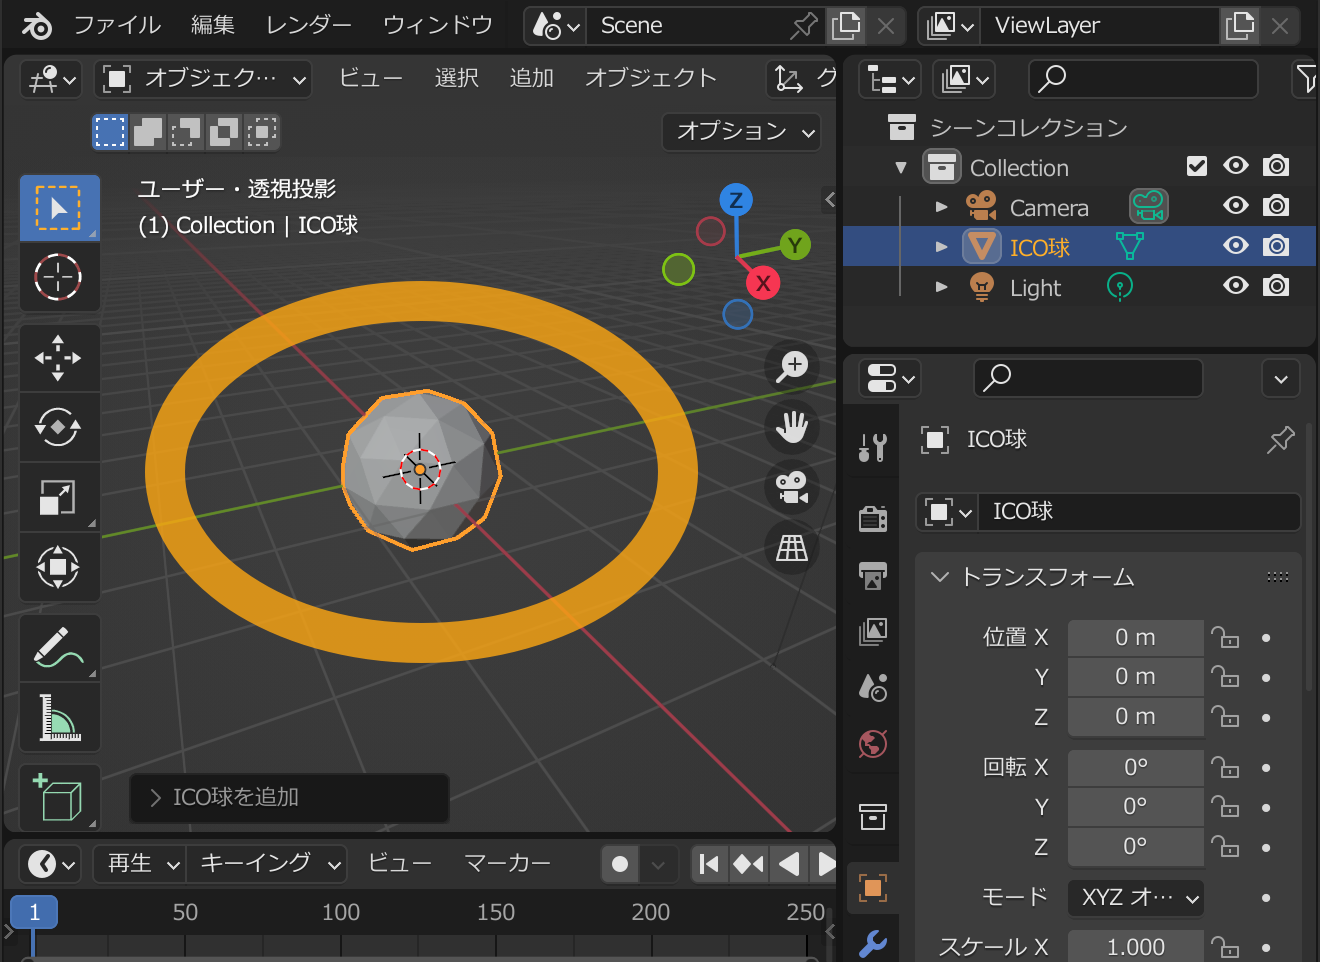 ファイル 編集 レンダー ウィンドウ Scene ViewLayer
オブジェク… ビュー 選択 追加 オブジェクト グ
オプション
ユーザー・透視投影
(1) Collection | ICO球
Z
Y
X
ICO球を追加
再生 キーイング ビュー マーカー
1 50 100 150 200 250
シーンコレクション
Collection
Camera
ICO球
Light
ICO球
ICO球
トランスフォーム
位置 X 0 m
Y 0 m
Z 0 m
回転 X 0°
Y 0°
Z 0°
モード XYZ オ…
スケール X 1.000